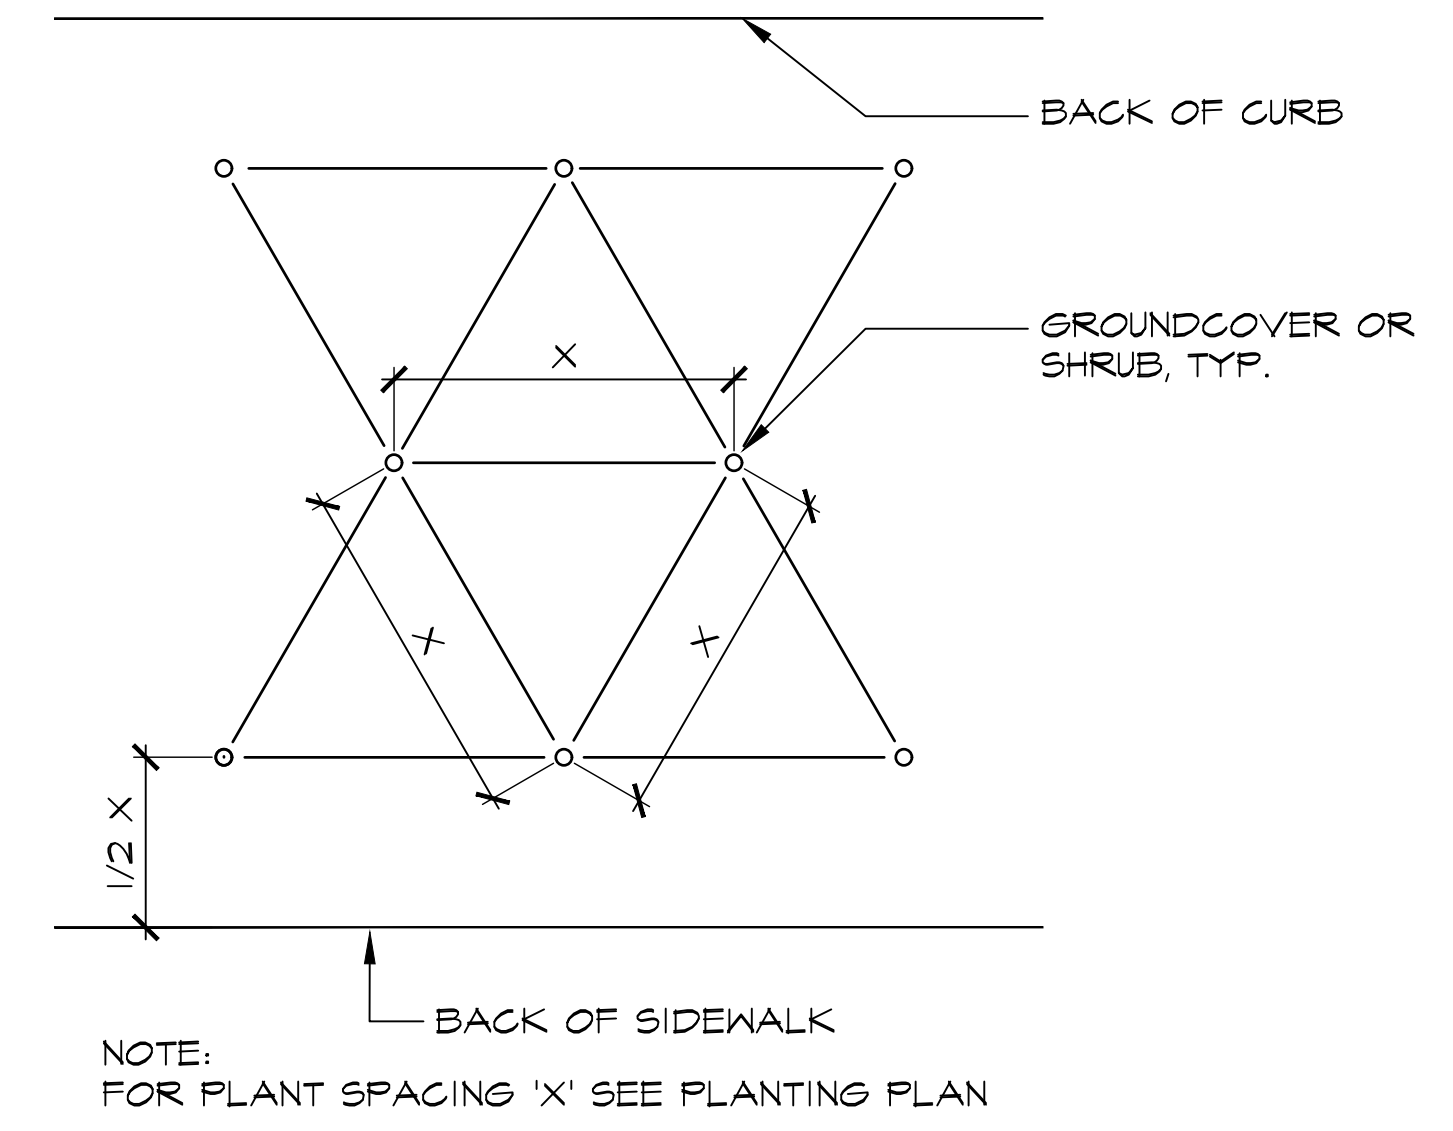 BACK OF CURB
GROUNDCOVER OR
SHRUB, TYP.
X
X
X
1/2 X
BACK OF SIDEWALK
NOTE:
FOR PLANT SPACING 'X' SEE PLANTING PLAN